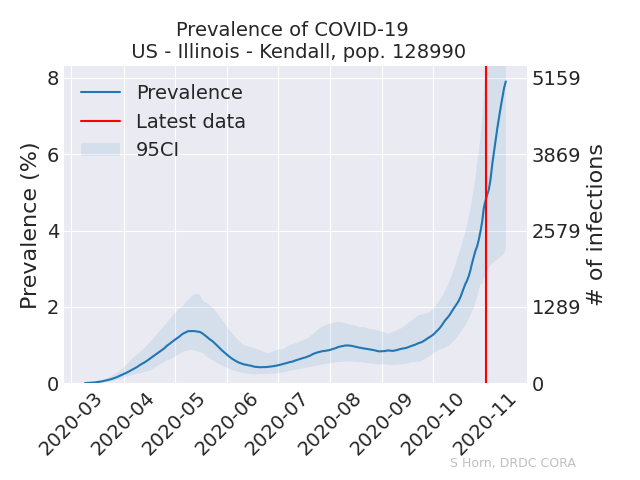 Prevalence of COVID-19
US - Illinois - Kendall, pop. 128990
Prevalence
Latest data
95CI
Prevalence (%)
8
6
4
2
0
5159
3869
2579
1289
0
# of infections
2020-03
2020-04
2020-05
2020-06
2020-07
2020-08
2020-09
2020-10
2020-11
S Horn, DRDC CORA